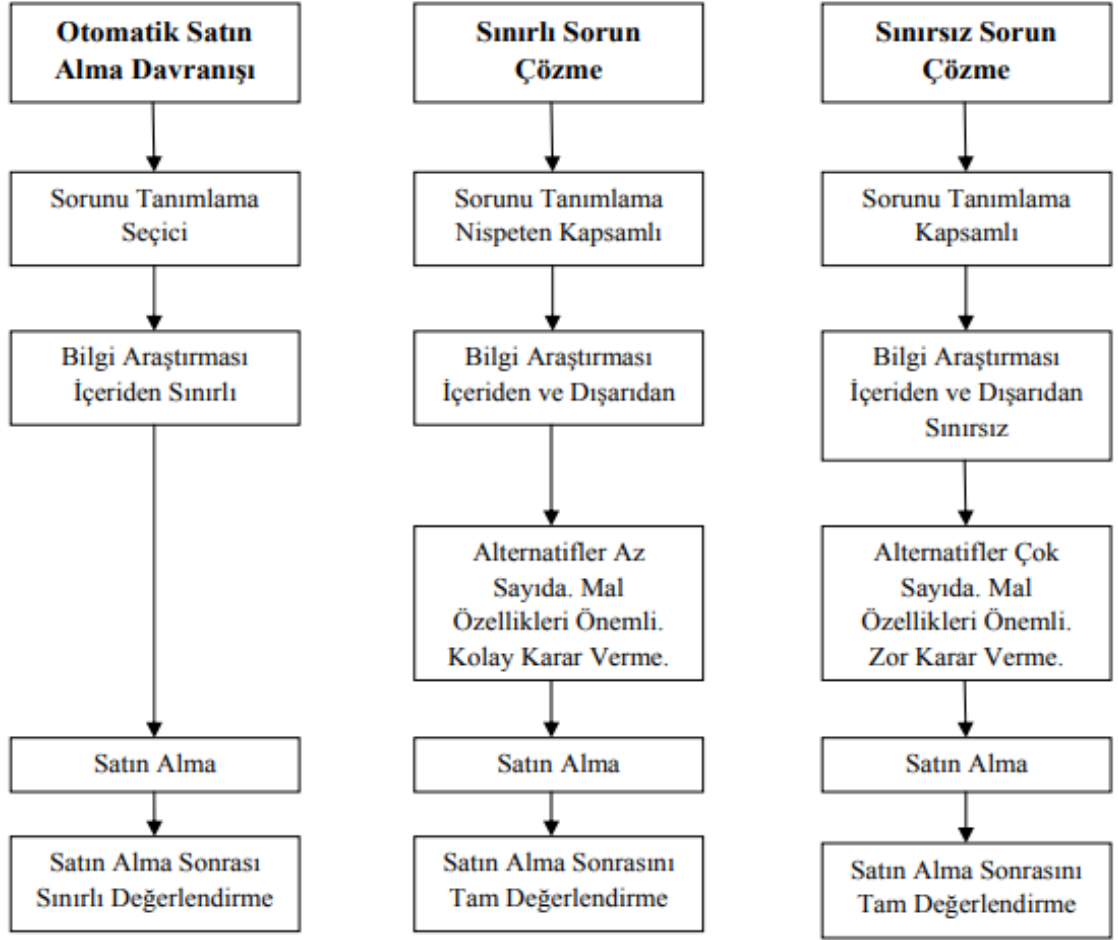 Otomatik Satın
Alma Davranışı
Sorunu Tanımlama
Seçici
Bilgi Araştırması
İçeriden Sınırlı
Satın Alma
Satın Alma Sonrası
Sınırlı Değerlendirme
Sınırlı Sorun
Çözme
Sorunu Tanımlama
Nispeten Kapsamlı
Bilgi Araştırması
İçeriden ve Dışarıdan
Alternatifler Az
Sayıda. Mal
Özellikleri Önemli.
Kolay Karar Verme.
Satın Alma
Satın Alma Sonrasını
Tam Değerlendirme
Sınırsız Sorun
Çözme
Sorunu Tanımlama
Kapsamlı
Bilgi Araştırması
İçeriden ve Dışarıdan
Sınırsız
Alternatifler Çok
Sayıda. Mal
Özellikleri Önemli.
Zor Karar Verme.
Satın Alma
Satın Alma Sonrasını
Tam Değerlendirme